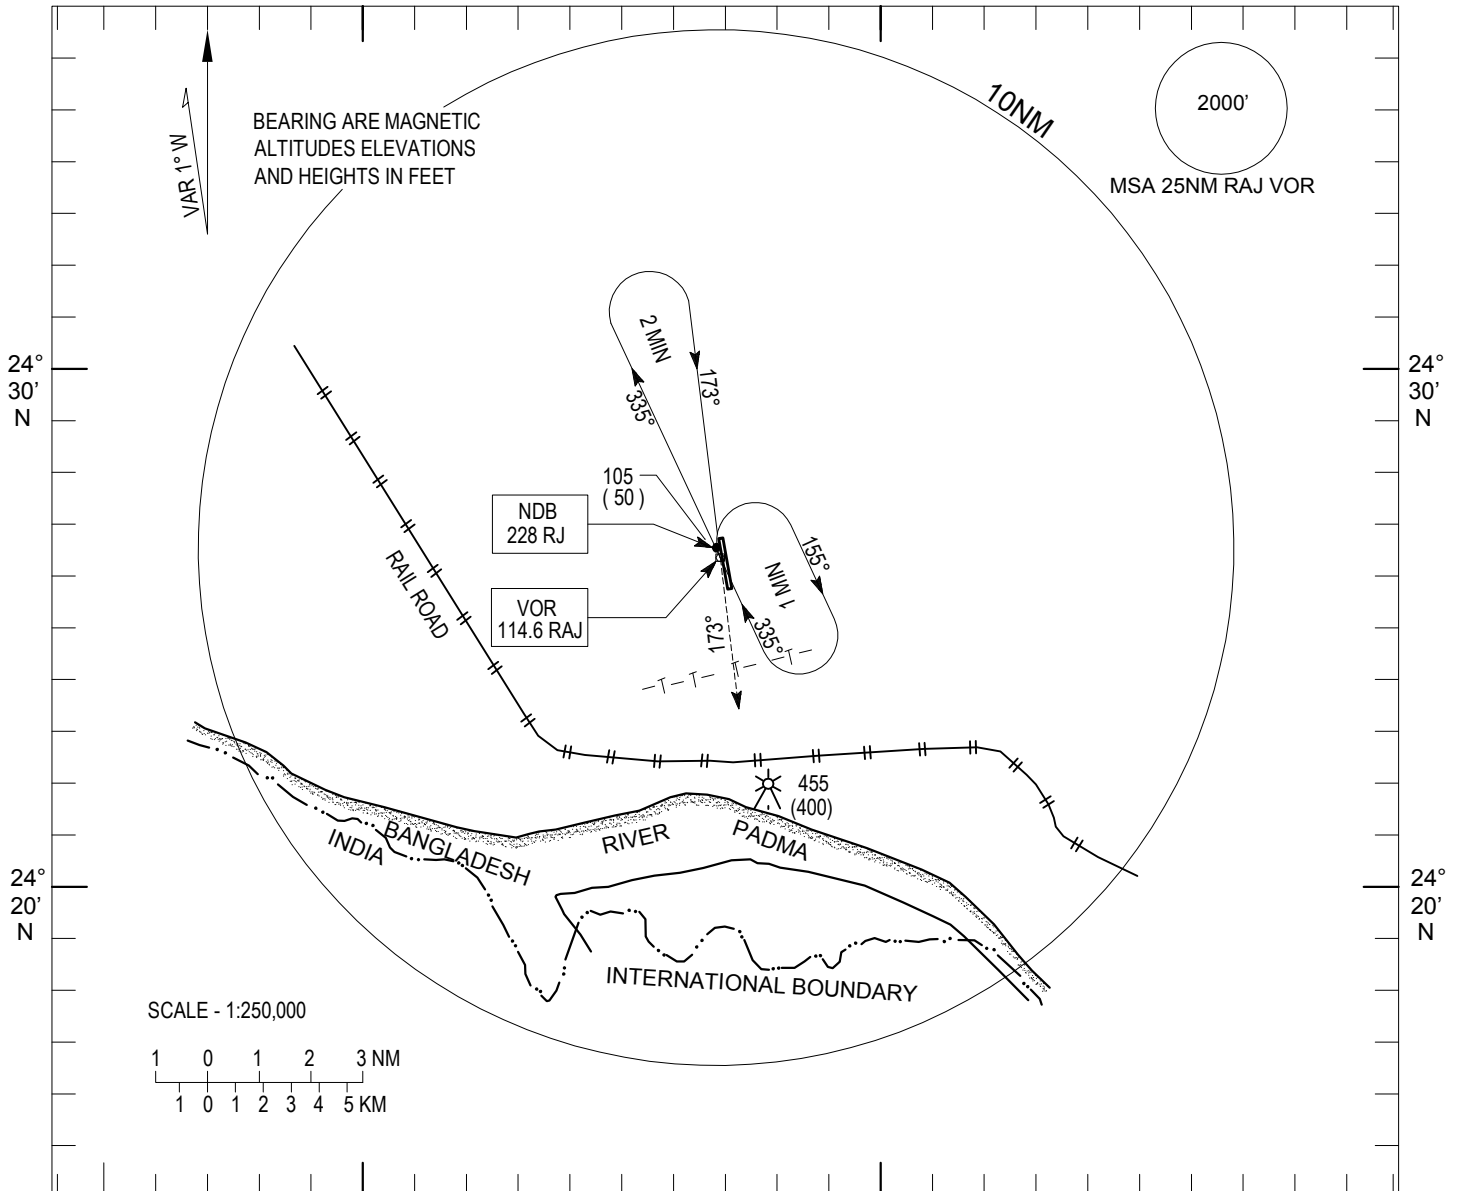 10NM
2000'
MSA 25NM RAJ VOR
VAR 1° W
BEARING ARE MAGNETIC
ALTITUDES ELEVATIONS
AND HEIGHTS IN FEET
24°
30'
N
24°
30'
N
2 MIN
173°
335°
105
( 50 )
NDB
228 RJ
VOR
114.6 RAJ
155°
1 MIN
335°
173°
RAIL ROAD
455
(400)
RIVER PADMA
BANGLADESH
INDIA
24°
20'
N
24°
20'
N
INTERNATIONAL BOUNDARY
SCALE - 1:250,000
1 0 1 2 3 NM
1 0 1 2 3 4 5 KM